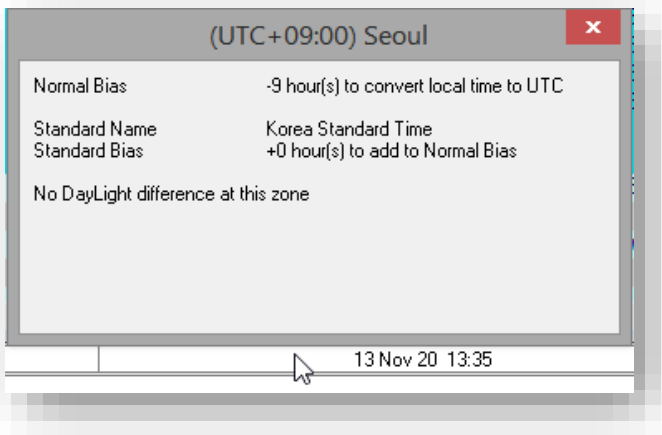 (UTC+09:00) Seoul
Normal Bias -9 hour(s) to convert local time to UTC
Standard Name Korea Standard Time
Standard Bias +0 hour(s) to add to Normal Bias
No DayLight difference at this zone
13 Nov 20 13:35